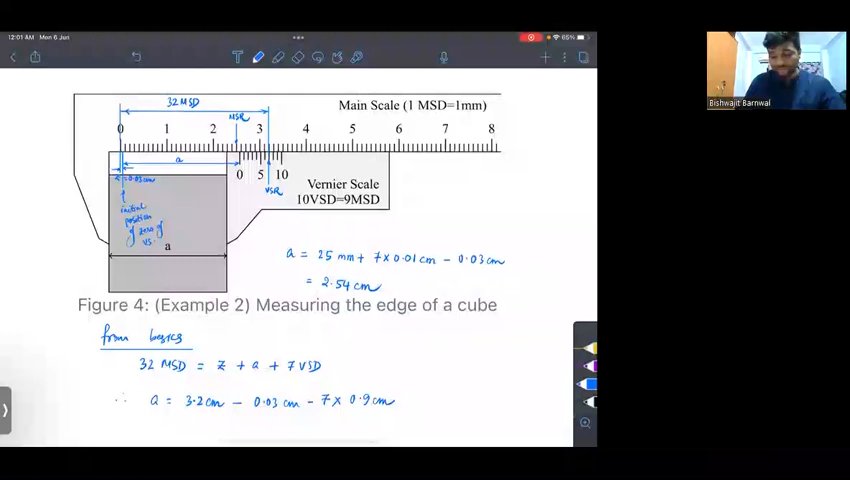 12:01 AM Mon 6 Jun
65%
32 MSD
Main Scale (1 MSD=1mm)
MSR
0 1 2 3 4 5 6 7 8
a
z = 0.03cm
0 5 10
VSR
Vernier Scale
10VSD=9MSD
initial
position
of zero of
vs.
a
a = 25 mm + 7 x 0.01 cm - 0.03 cm
= 2.54 cm
Figure 4: (Example 2) Measuring the edge of a cube
from basics
32 MSD = z + a + 7 VSD
∴ a = 3.2 cm - 0.03 cm - 7 x 0.9 cm
Bishwajit Barnwal